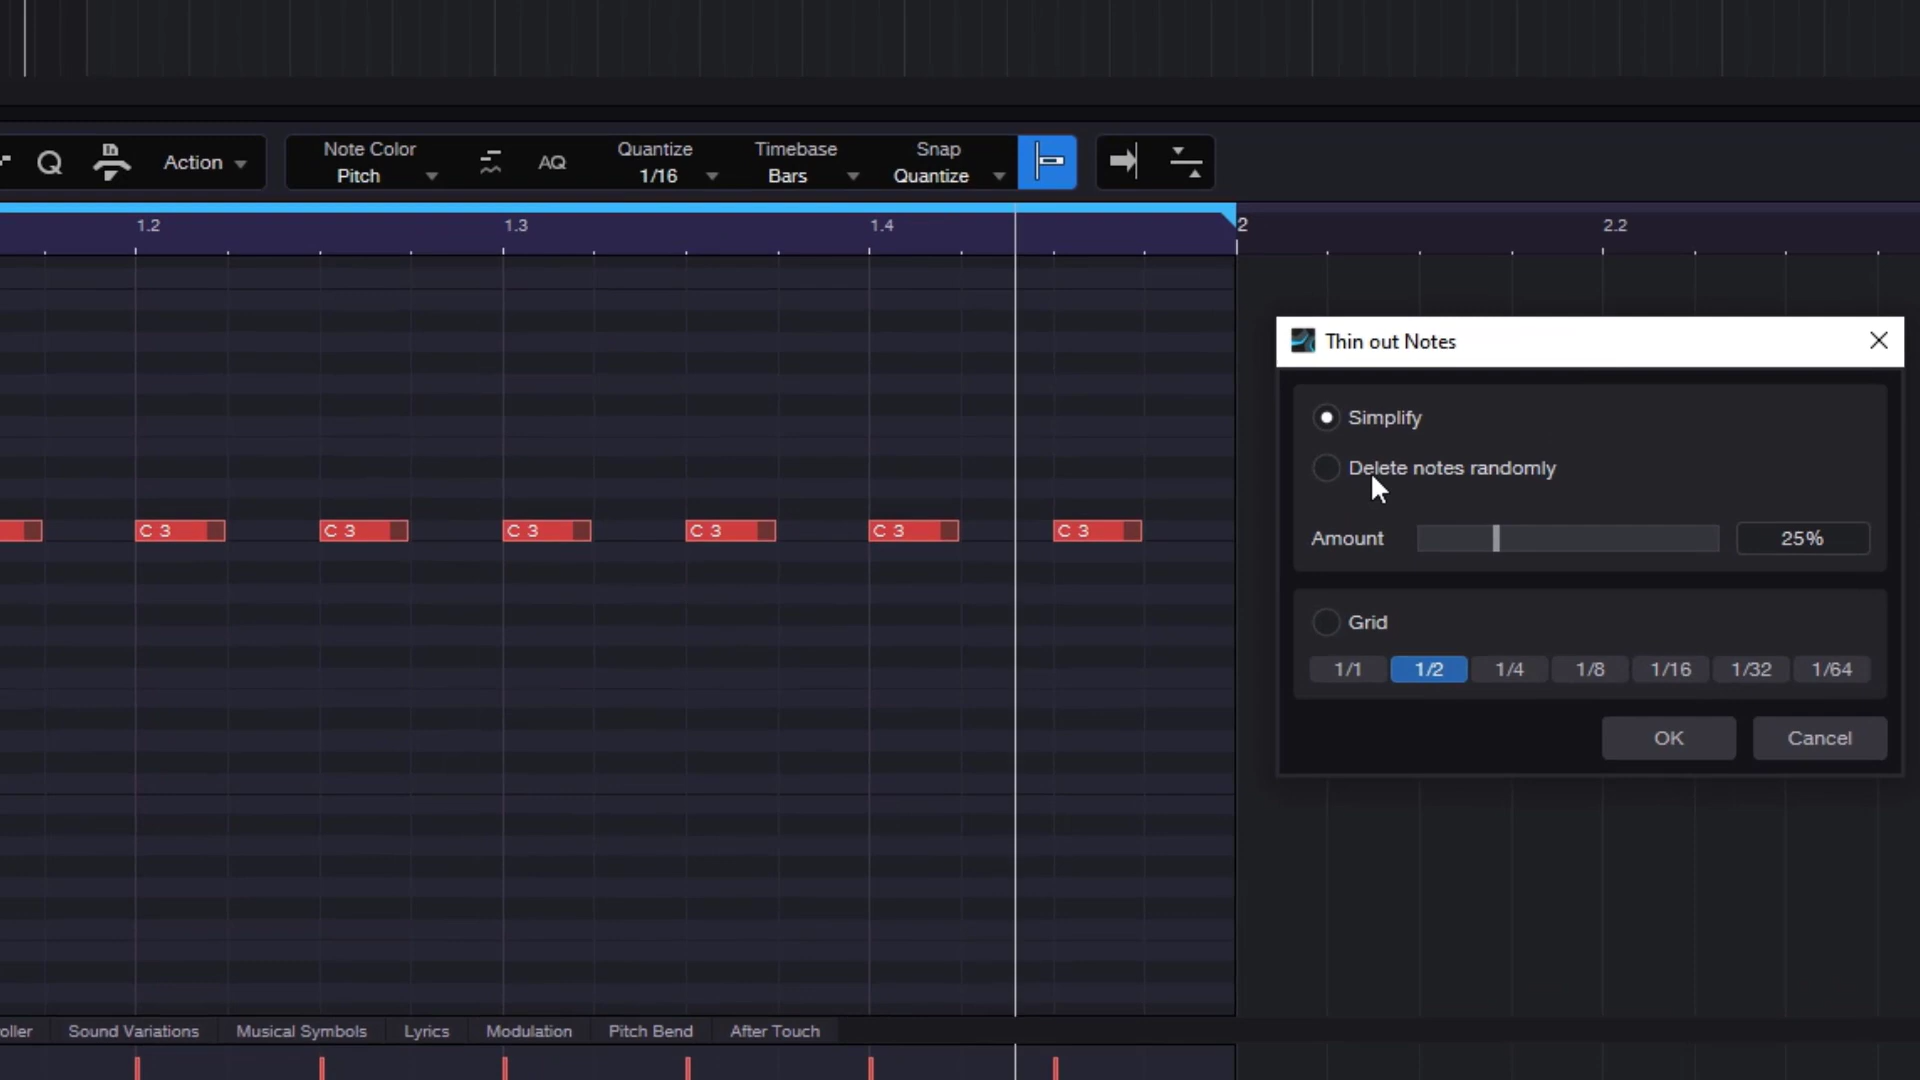 Q Action
Note Color
Pitch
AQ
Quantize
1/16
Timebase
Bars
Snap
Quantize
1.2 1.3 1.4 2 2.2
Thin out Notes
Simplify
Delete notes randomly
Amount 25%
Grid
1/1 1/2 1/4 1/8 1/16 1/32 1/64
OK Cancel
C 3 C 3 C 3 C 3 C 3 C 3
oller Sound Variations Musical Symbols Lyrics Modulation Pitch Bend After Touch